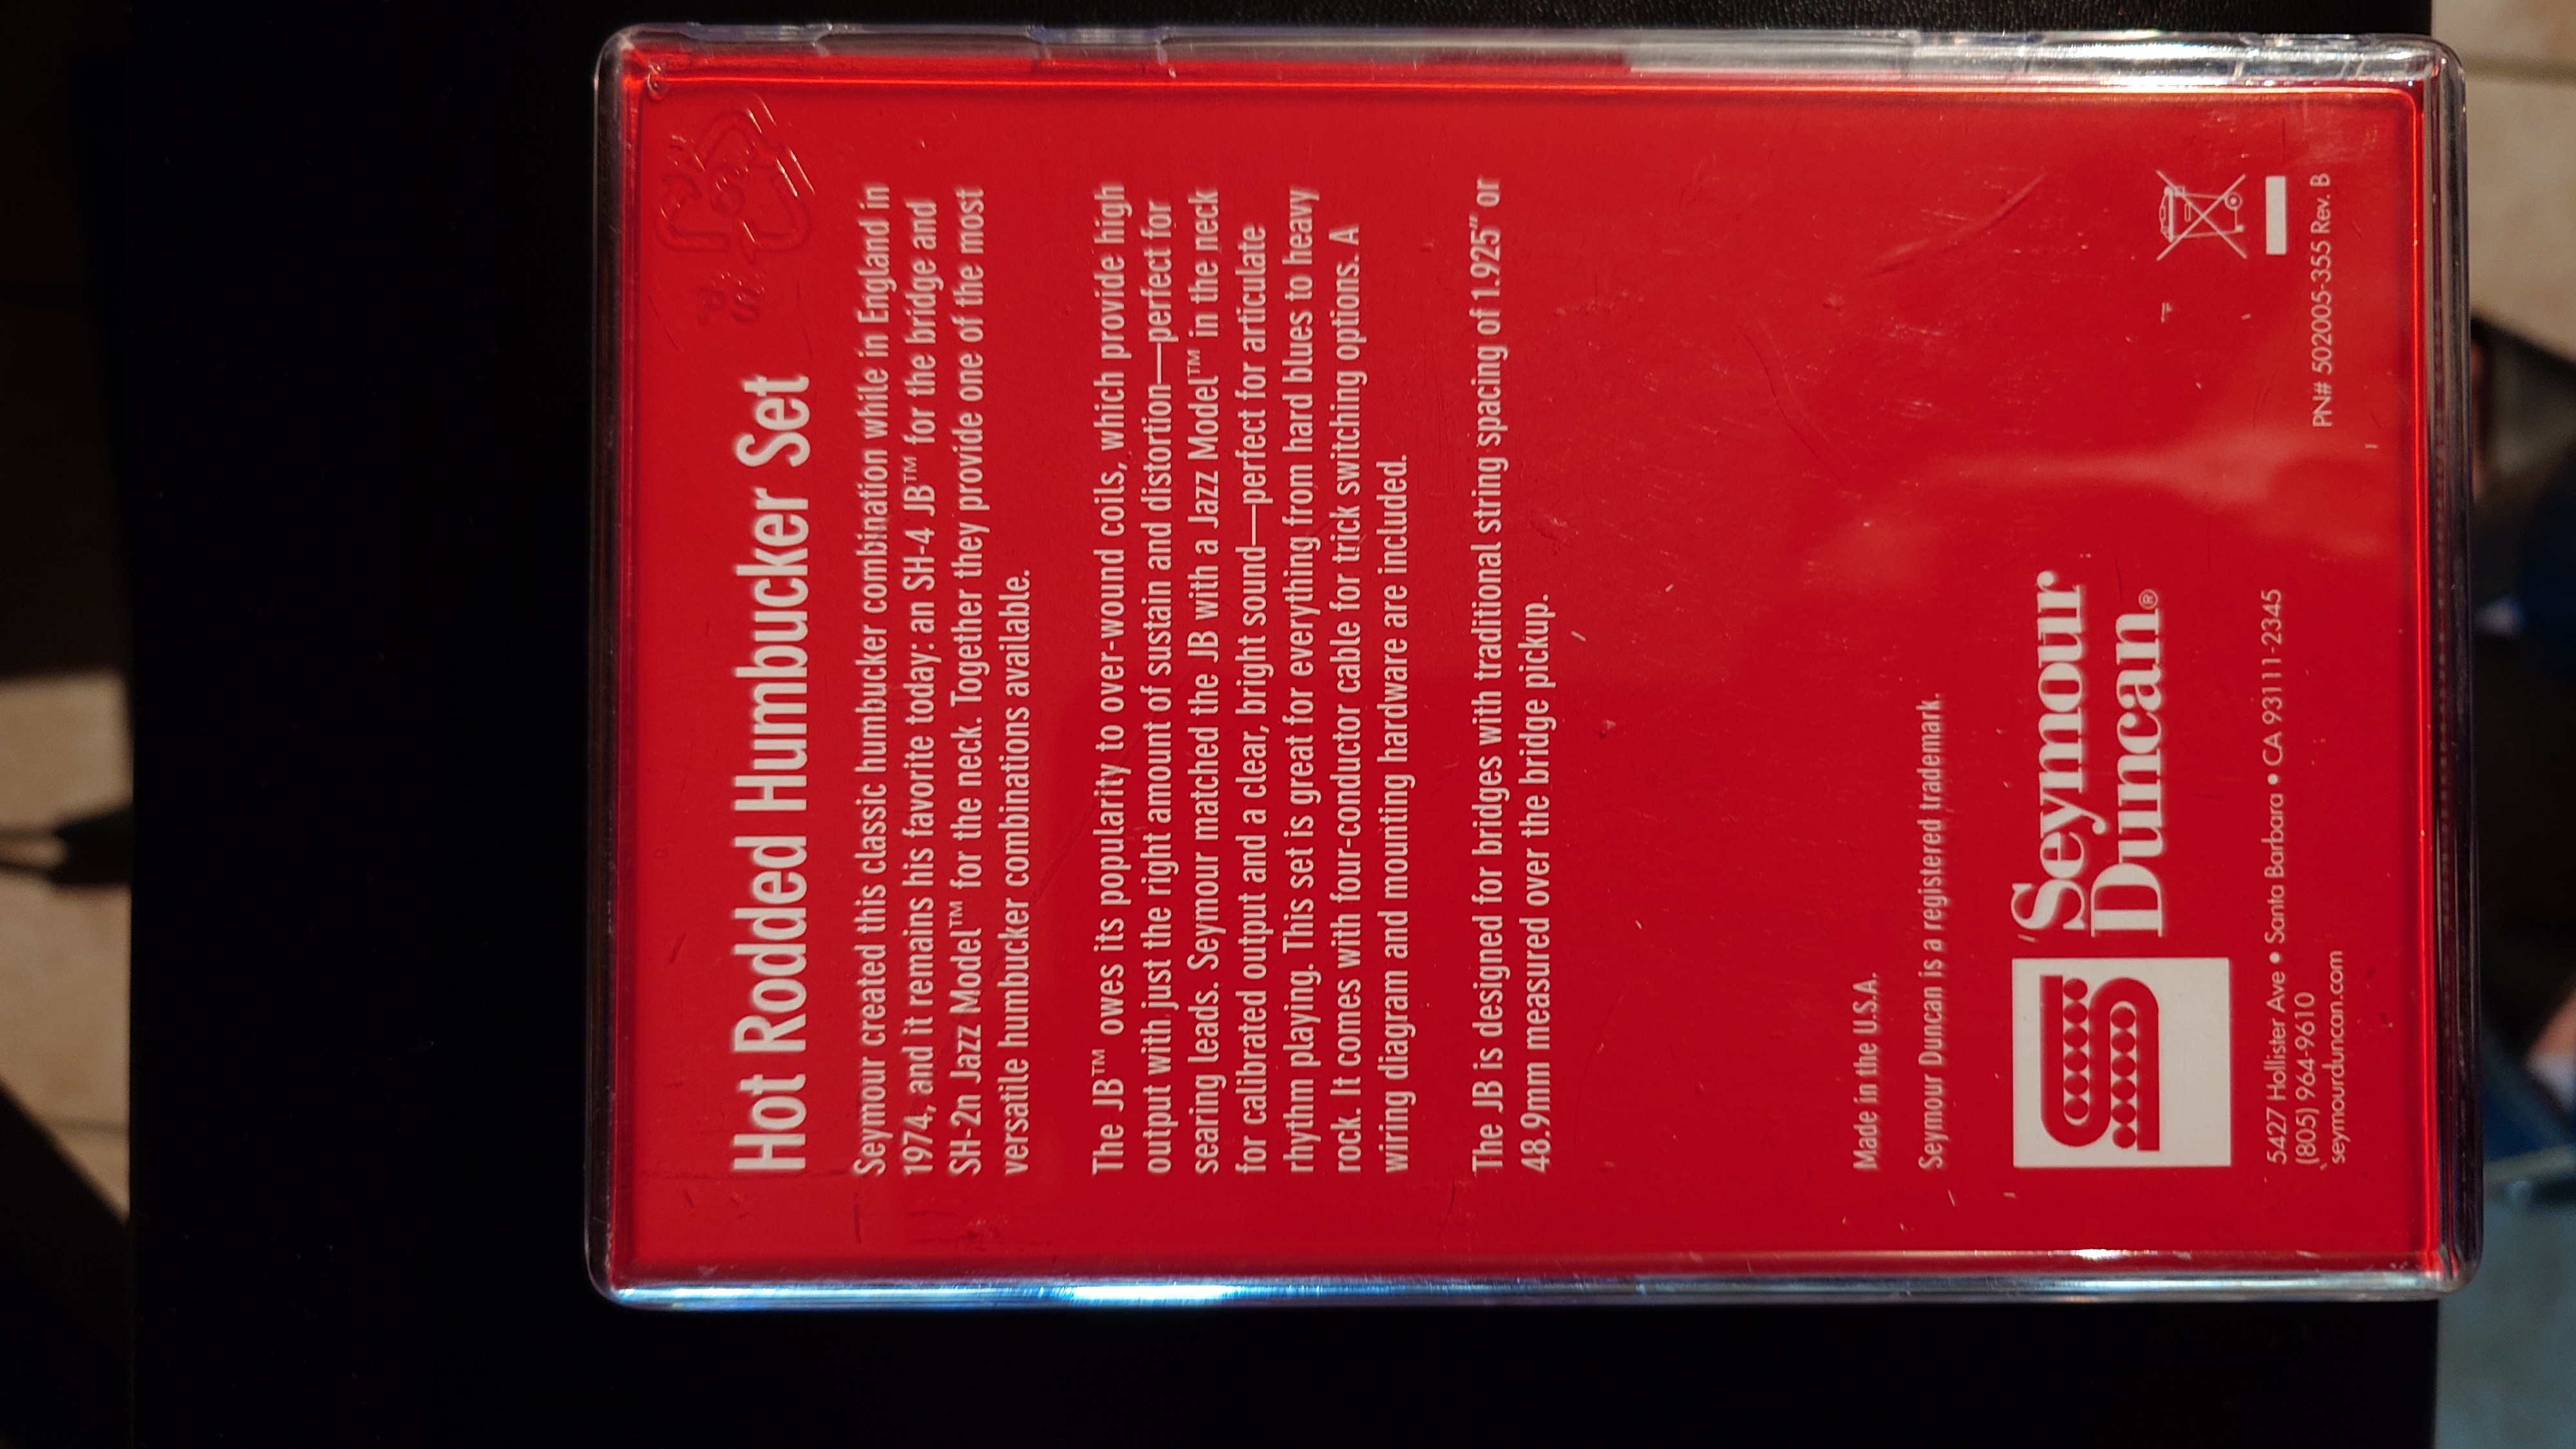 Hot Rodded Humbucker Set
Seymour created this classic humbucker combination while in England in
1974, and it remains his favorite today: an SH-4 JB™ for the bridge and
SH-2n Jazz Model™ for the neck. Together they provide one of the most
versatile humbucker combinations available.
The JB™ owes its popularity to over-wound coils, which provide high
output with just the right amount of sustain and distortion—perfect for
searing leads. Seymour matched the JB with a Jazz Model™ in the neck
for calibrated output and a clear, bright sound—perfect for articulate
rhythm playing. This set is great for everything from hard blues to heavy
rock. It comes with four-conductor cable for trick switching options. A
wiring diagram and mounting hardware are included.
The JB is designed for bridges with traditional string spacing of 1.925” or
48.9mm measured over the bridge pickup.
Made in the U.S.A.
Seymour Duncan is a registered trademark.
Seymour
Duncan®
5427 Hollister Ave • Santa Barbara • CA 93111-2345
(805) 964-9610
seymourduncan.com
PN# 502005-355 Rev. B